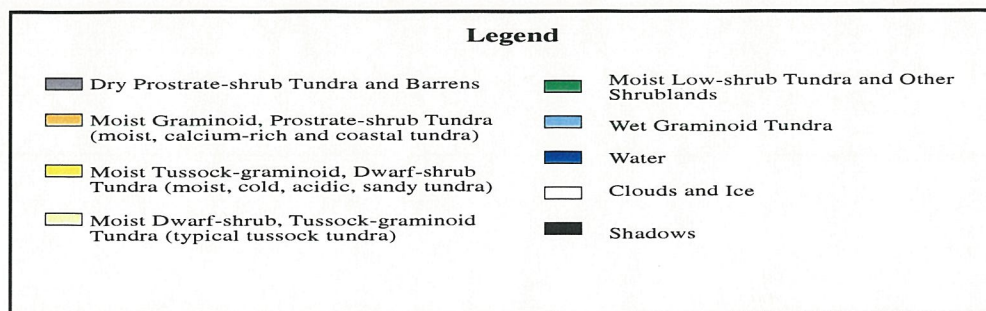 Legend
Dry Prostrate-shrub Tundra and Barrens
Moist Graminoid, Prostrate-shrub Tundra
(moist, calcium-rich and coastal tundra)
Moist Tussock-graminoid, Dwarf-shrub
Tundra (moist, cold, acidic, sandy tundra)
Moist Dwarf-shrub, Tussock-graminoid
Tundra (typical tussock tundra)
Moist Low-shrub Tundra and Other
Shrublands
Wet Graminoid Tundra
Water
Clouds and Ice
Shadows